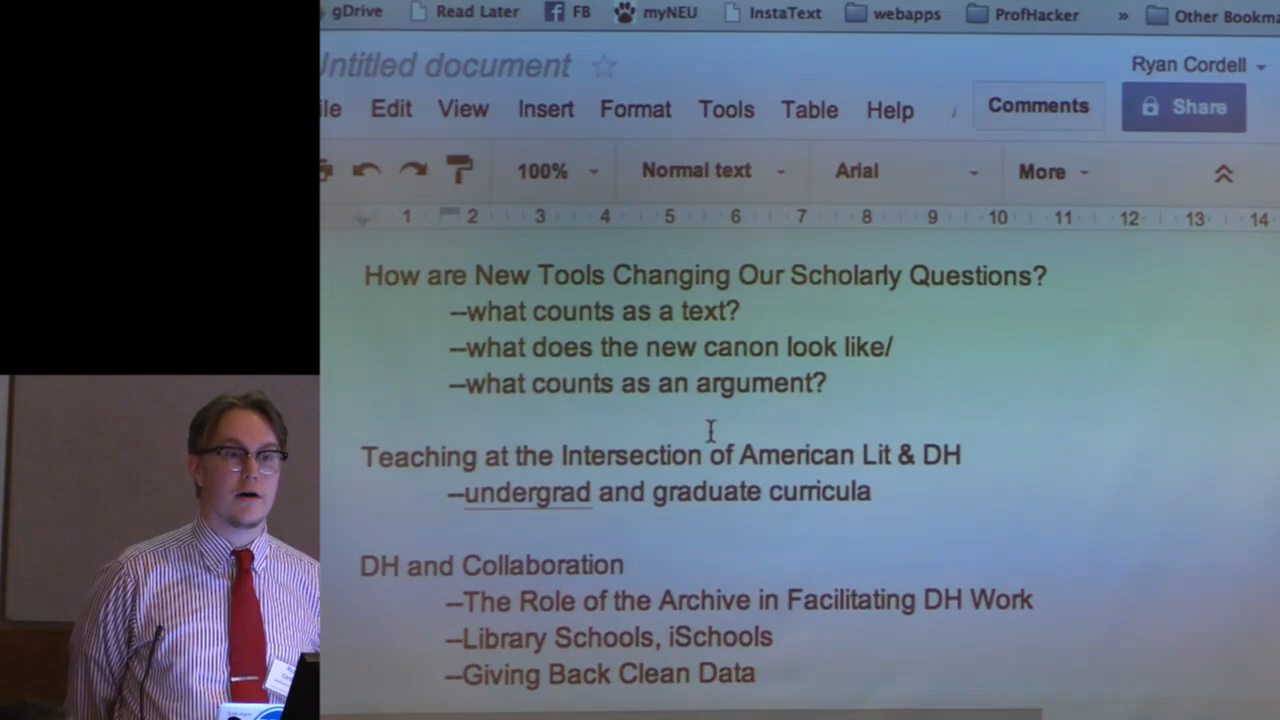 gDrive Read Later FB myNEU InstaText webapps ProfHacker » Other Bookma
Untitled document
Ryan Cordell
ile Edit View Insert Format Tools Table Help Comments Share
100% Normal text Arial More
1 2 3 4 5 6 7 8 9 10 11 12 13 14
How are New Tools Changing Our Scholarly Questions?
--what counts as a text?
--what does the new canon look like/
--what counts as an argument?
Teaching at the Intersection of American Lit & DH
--undergrad and graduate curricula
DH and Collaboration
--The Role of the Archive in Facilitating DH Work
--Library Schools, iSchools
--Giving Back Clean Data